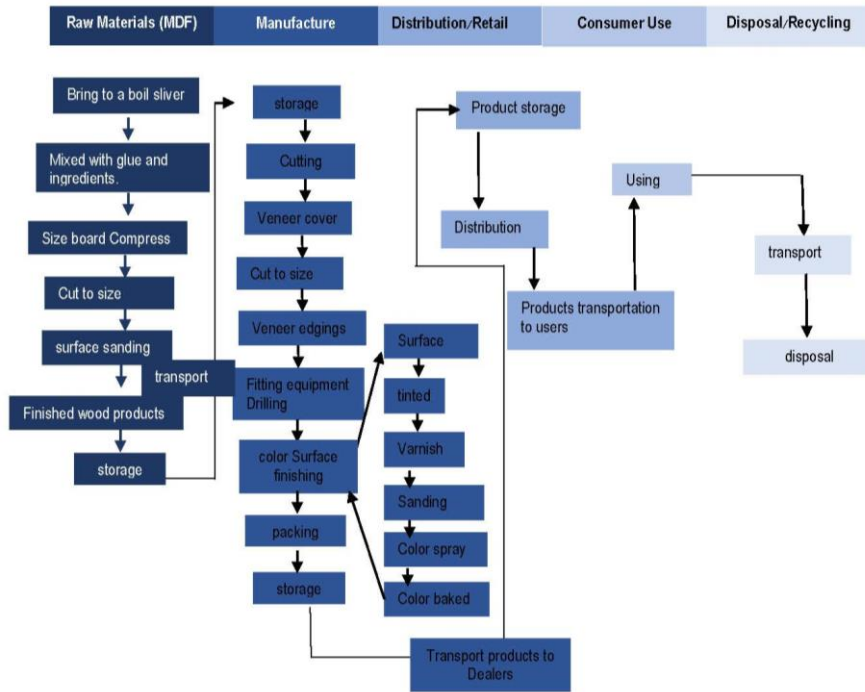 Raw Materials (MDF)
Manufacture
Distribution/Retail
Consumer Use
Disposal/Recycling
Bring to a boil sliver
Mixed with glue and
ingredients.
Size board Compress
Cut to size
surface sanding
transport
Finished wood products
storage
storage
Cutting
Veneer cover
Cut to size
Veneer edgings
Fitting equipment
Drilling
color Surface
finishing
packing
storage
Surface
tinted
Varnish
Sanding
Color spray
Color baked
Transport products to
Dealers
Product storage
Distribution
Products transportation
to users
Using
transport
disposal